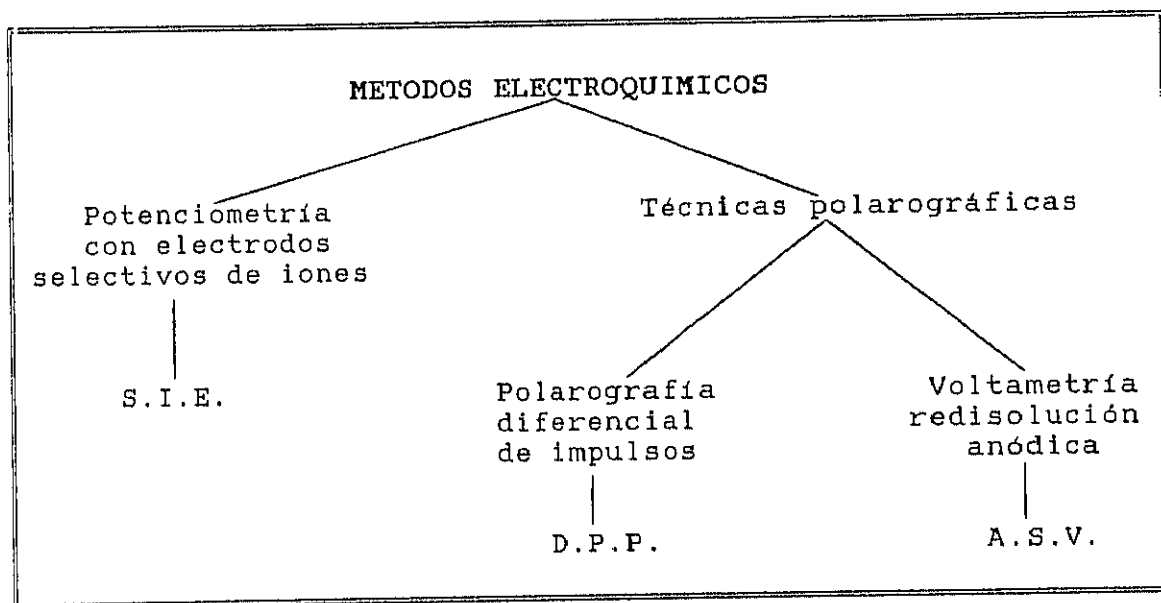 METODOS ELECTROQUIMICOS
Potenciometría
con electrodos
selectivos de iones
S.I.E.
Técnicas polarográficas
Polarografía
diferencial
de impulsos
D.P.P.
Voltametría
redisolución
anódica
A.S.V.